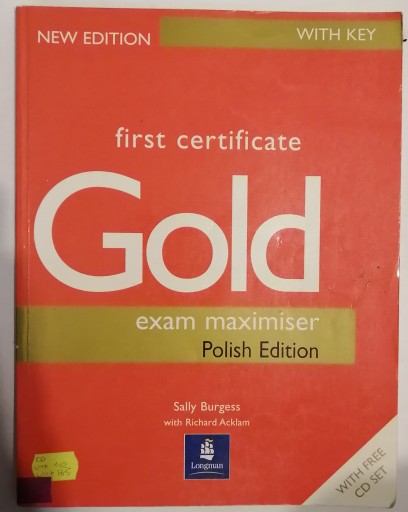 NEW EDITION
WITH KEY
first certificate
Gold
exam maximiser
Polish Edition
Sally Burgess
with Richard Acklam
Longman
WITH FREE
CD SET